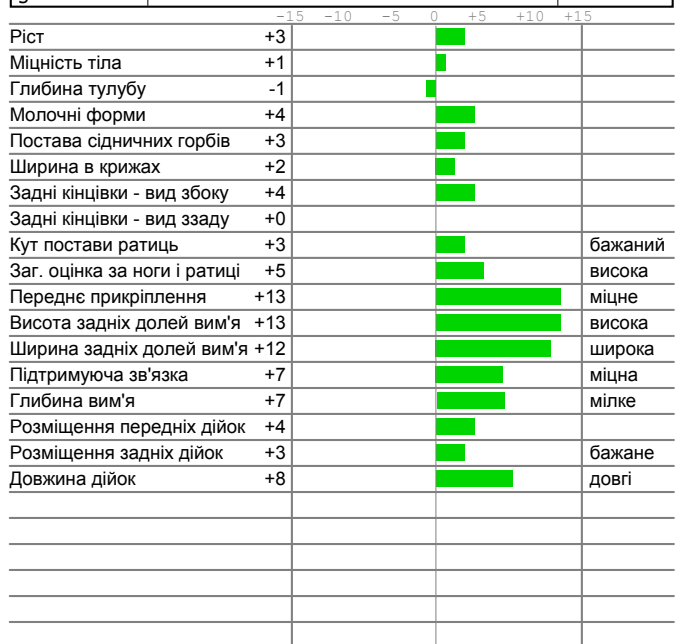 -15 -10 -5 0 +5 +10 +15
Ріст +3
Міцність тіла +1
Глибина тулубу -1
Молочні форми +4
Постава сідничних горбів +3
Ширина в крижах +2
Задні кінцівки - вид збоку +4
Задні кінцівки - вид ззаду +0
Кут постави ратиць +3 бажаний
Заг. оцінка за ноги і ратиці +5 висока
Переднє прикріплення +13 міцне
Висота задніх долей вим'я +13 висока
Ширина задніх долей вим'я +12 широка
Підтримуюча зв'язка +7 міцна
Глибина вим'я +7 мілке
Розміщення передніх дійок +4
Розміщення задніх дійок +3 бажане
Довжина дійок +8 довгі